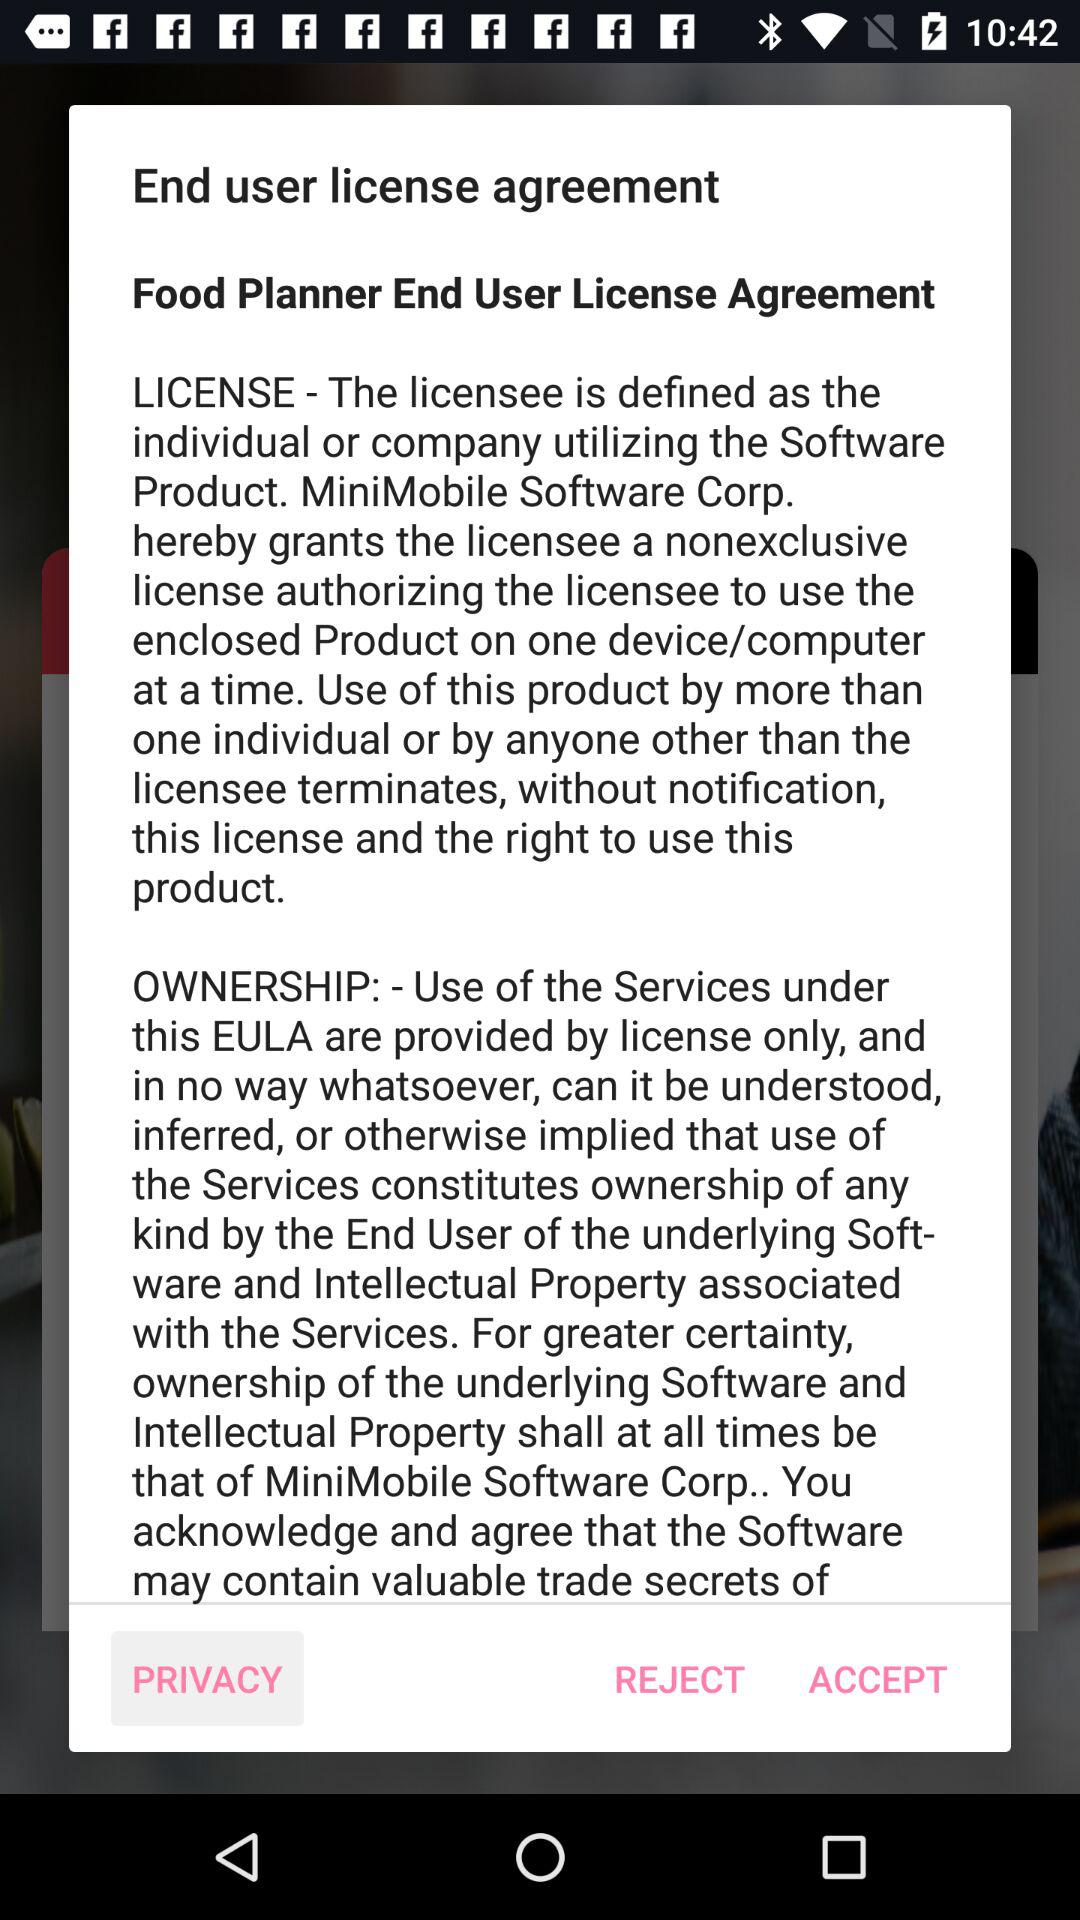 10:42
End user license agreement
Food Planner End User License Agreement
LICENSE - The licensee is defined as the
individual or company utilizing the Software
Product. MiniMobile Software Corp.
hereby grants the licensee a nonexclusive
license authorizing the licensee to use the
enclosed Product on one device/computer
at a time. Use of this product by more than
one individual or by anyone other than the
licensee terminates, without notification,
this license and the right to use this
product.
OWNERSHIP: - Use of the Services under
this EULA are provided by license only, and
in no way whatsoever, can it be understood,
inferred, or otherwise implied that use of
the Services constitutes ownership of any
kind by the End User of the underlying Soft-
ware and Intellectual Property associated
with the Services. For greater certainty,
ownership of the underlying Software and
Intellectual Property shall at all times be
that of MiniMobile Software Corp.. You
acknowledge and agree that the Software
may contain valuable trade secrets of
PRIVACY REJECT ACCEPT